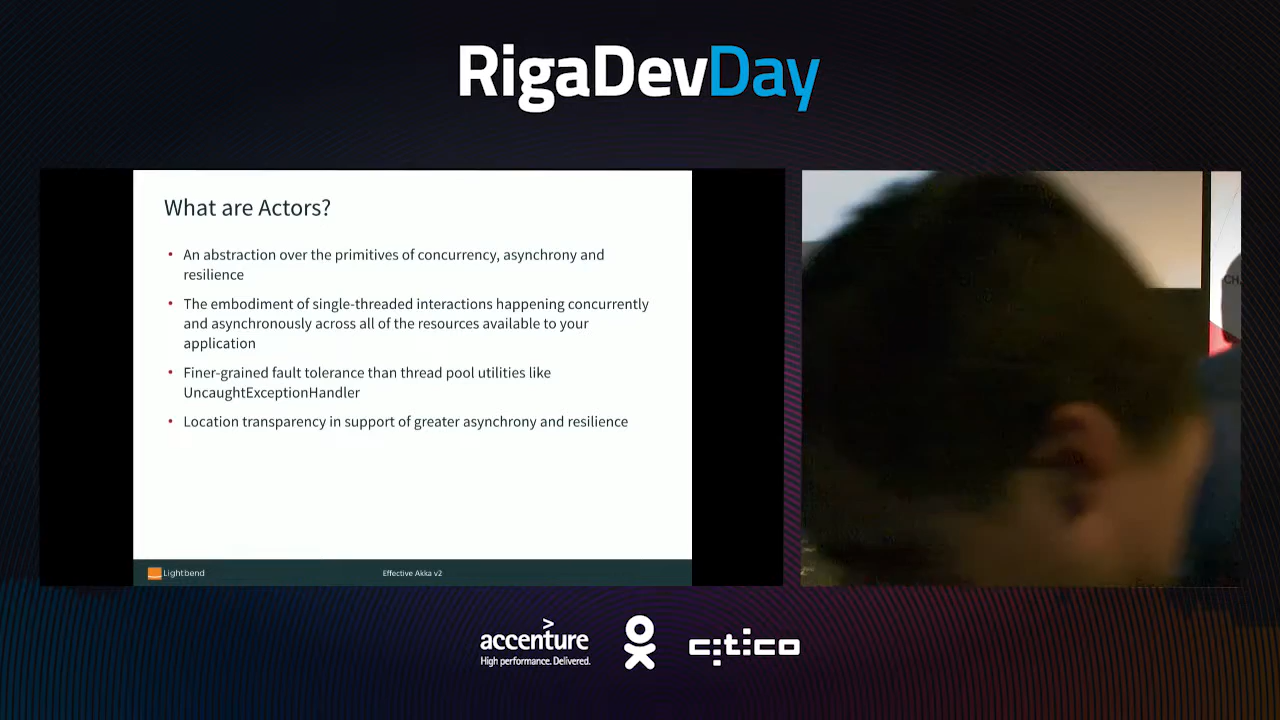 RigaDevDay
What are Actors?
• An abstraction over the primitives of concurrency, asynchrony and
resilience
• The embodiment of single-threaded interactions happening concurrently
and asynchronously across all of the resources available to your
application
• Finer-grained fault tolerance than thread pool utilities like
UncaughtExceptionHandler
• Location transparency in support of greater asynchrony and resilience
Lightbend
Effective Akka v2
CH
accenture
High performance. Delivered.
citico